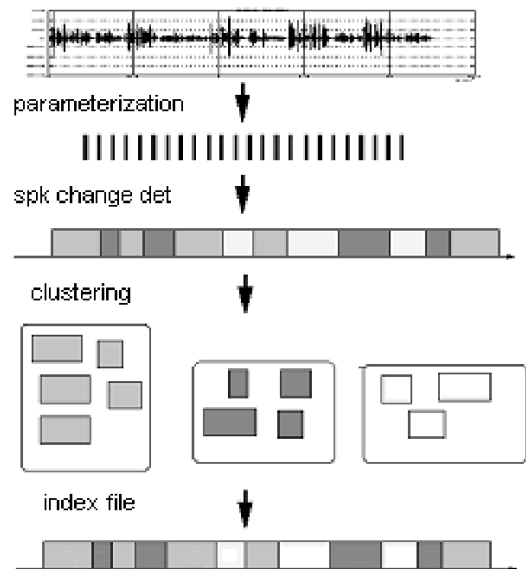 parameterization
spk change det
clustering
index file